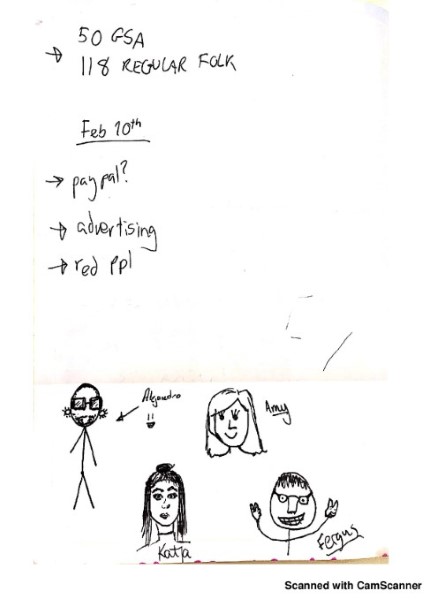 → 50 GSA
118 REGULAR FOLK
Feb 10th
→ paypal?
→ advertising
→ red ppl
Alejandro
Amy
Katja
Fergus
Scanned with CamScanner